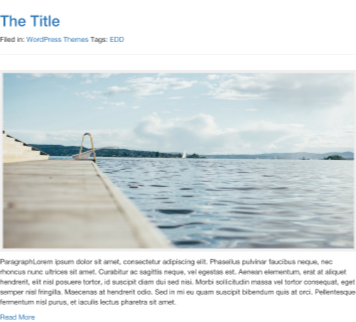 The Title
Filed in: WordPress Themes Tags: EDD
ParagraphLorem ipsum dolor sit amet, consectetur adipiscing elit. Phasellus pulvinar faucibus neque, nec
rhoncus nunc ultrices sit amet. Curabitur ac sagittis neque, vel egestas est. Aenean elementum, erat at aliquet
hendrerit, elit nisl posuere tortor, id suscipit diam dui sed nisi. Morbi sollicitudin massa vel tortor consequat, eget
semper nisl fringilla. Maecenas at hendrerit odio. Sed in mi eu quam suscipit bibendum quis at orci. Pellentesque
fermentum nisl purus, et iaculis lectus pharetra sit amet.
Read More